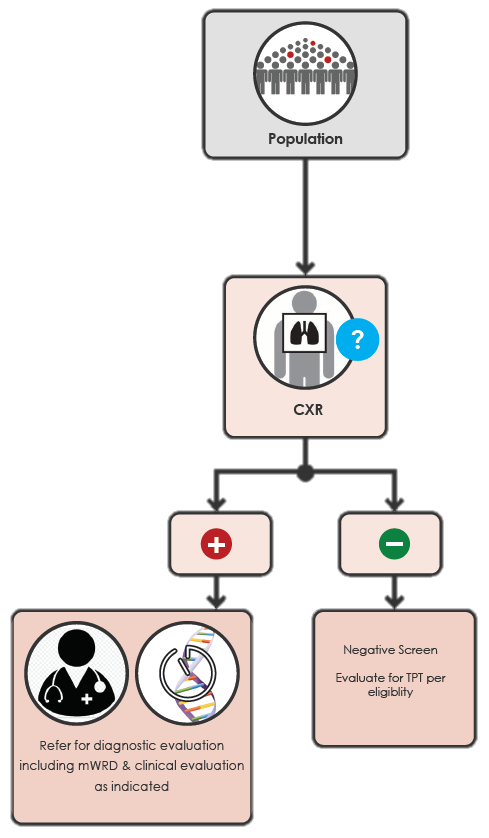 Population
?
CXR
Refer for diagnostic evaluation
including mWRD & clinical evaluation
as indicated
Negative Screen
Evaluate for TPT per
eligiblity